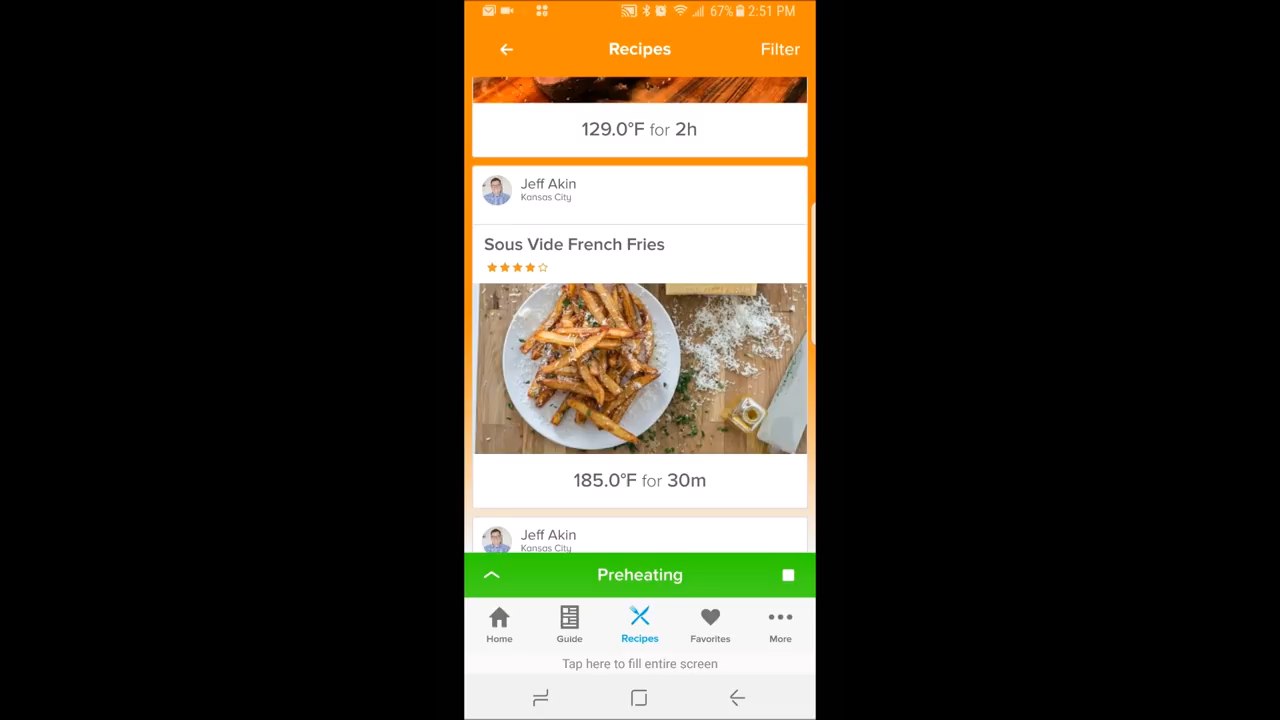 67% 2:51 PM
Recipes Filter
129.0°F for 2h
Jeff Akin
Kansas City
Sous Vide French Fries
185.0°F for 30m
Jeff Akin
Kansas City
Preheating
Home Guide Recipes Favorites More
Tap here to fill entire screen